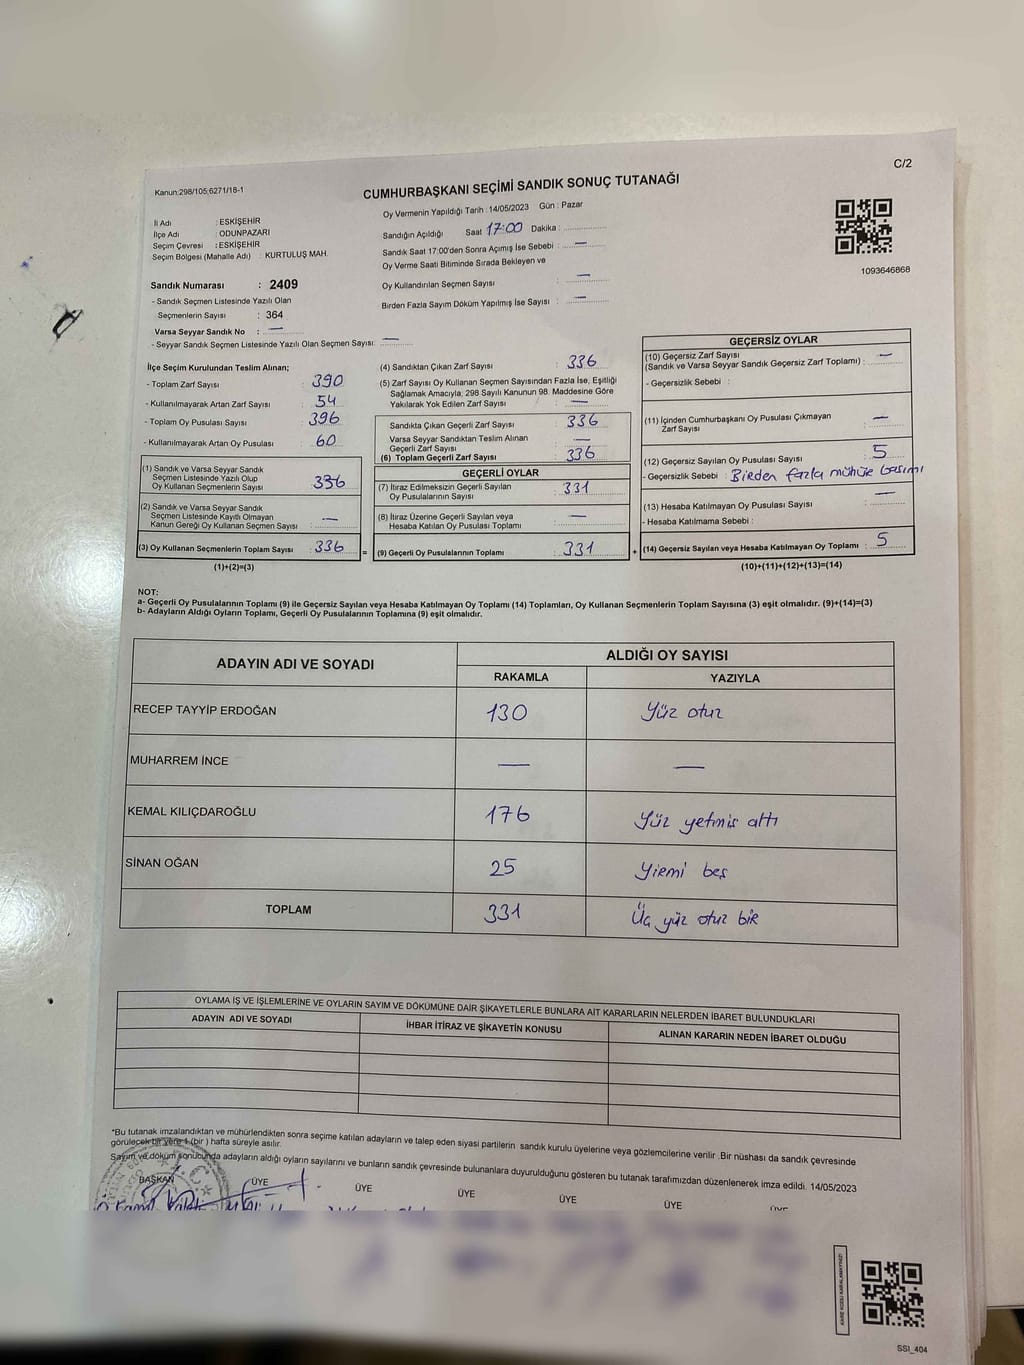 C/2
Kanun:298/105;6271/18-1
CUMHURBAŞKANI SEÇİMİ SANDIK SONUÇ TUTANAĞI
İl Adı : ESKİŞEHİR
İlçe Adı : ODUNPAZARI
Seçim Çevresi : ESKİŞEHİR
Seçim Bölgesi (Mahalle Adı) : KURTULUŞ MAH.
Oy Vermenin Yapıldığı Tarih : 14/05/2023 Gün : Pazar
Sandığın Açıldığı Saat 17:00 Dakika :
Sandık Saat 17:00'den Sonra Açımış İse Sebebi : —
Oy Verme Saati Bitiminde Sırada Bekleyen ve
Oy Kullandırılan Seçmen Sayısı : —
Birden Fazla Sayım Döküm Yapılmış İse Sayısı : —
1093646868
Sandık Numarası : 2409
- Sandık Seçmen Listesinde Yazılı Olan
Seçmenlerin Sayısı : 364
Varsa Seyyar Sandık No : —
- Seyyar Sandık Seçmen Listesinde Yazılı Olan Seçmen Sayısı: —
İlçe Seçim Kurulundan Teslim Alınan;
- Toplam Zarf Sayısı : 390
- Kullanılmayarak Artan Zarf Sayısı : 54
- Toplam Oy Pusulası Sayısı : 396
- Kullanılmayarak Artan Oy Pusulası : 60
(1) Sandık ve Varsa Seyyar Sandık
Seçmen Listesinde Yazılı Olup
Oy Kullanan Seçmenlerin Sayısı : 336
(2) Sandık ve Varsa Seyyar Sandık
Seçmen Listesinde Kayıtlı Olmayan
Kanun Gereği Oy Kullanan Seçmen Sayısı : —
(3) Oy Kullanan Seçmenlerin Toplam Sayısı : 336
(1)+(2)=(3)
(4) Sandıktan Çıkan Zarf Sayısı : 336
(5) Zarf Sayısı Oy Kullanan Seçmen Sayısından Fazla İse, Eşitliği
Sağlamak Amacıyla; 298 Sayılı Kanunun 98. Maddesine Göre
Yakılarak Yok Edilen Zarf Sayısı : —
Sandıkta Çıkan Geçerli Zarf Sayısı : 336
Varsa Seyyar Sandıktan Teslim Alınan
Geçerli Zarf Sayısı : —
(6) Toplam Geçerli Zarf Sayısı : 336
GEÇERLİ OYLAR
(7) İtiraz Edilmeksizin Geçerli Sayılan
Oy Pusulalarının Sayısı : 331
(8) İtiraz Üzerine Geçerli Sayılan veya
Hesaba Katılan Oy Pusulası Toplamı : —
= (9) Geçerli Oy Pusulalarının Toplamı : 331
GEÇERSİZ OYLAR
(10) Geçersiz Zarf Sayısı
(Sandık ve Varsa Seyyar Sandık Geçersiz Zarf Toplamı) : —
- Geçersizlik Sebebi :
(11) İçinden Cumhurbaşkanı Oy Pusulası Çıkmayan
Zarf Sayısı : —
(12) Geçersiz Sayılan Oy Pusulası Sayısı : 5
- Geçersizlik Sebebi : Birden fazla mühür basımı
(13) Hesaba Katılmayan Oy Pusulası Sayısı : —
- Hesaba Katılmama Sebebi :
+ (14) Geçersiz Sayılan veya Hesaba Katılmayan Oy Toplamı : 5
(10)+(11)+(12)+(13)=(14)
NOT:
a- Geçerli Oy Pusulalarının Toplamı (9) ile Geçersiz Sayılan veya Hesaba Katılmayan Oy Toplamı (14) Toplamları, Oy Kullanan Seçmenlerin Toplam Sayısına (3) eşit olmalıdır. (9)+(14)=(3)
b- Adayların Aldığı Oyların Toplamı, Geçerli Oy Pusulalarının Toplamına (9) eşit olmalıdır.
ADAYIN ADI VE SOYADI ALDIĞI OY SAYISI
RAKAMLA YAZIYLA
RECEP TAYYİP ERDOĞAN 130 Yüz otuz
MUHARREM İNCE — —
KEMAL KILIÇDAROĞLU 176 Yüz yetmiş altı
SİNAN OĞAN 25 Yirmi beş
TOPLAM 331 Üç yüz otuz bir
OYLAMA İŞ VE İŞLEMLERİNE VE OYLARIN SAYIM VE DÖKÜMÜNE DAİR ŞİKAYETLERLE BUNLARA AİT KARARLARIN NELERDEN İBARET BULUNDUKLARI
ADAYIN ADI VE SOYADI İHBAR İTİRAZ VE ŞİKAYETİN KONUSU ALINAN KARARIN NEDEN İBARET OLDUĞU
*Bu tutanak imzalandıktan ve mühürlendikten sonra seçime katılan adayların ve talep eden siyasi partilerin sandık kurulu üyelerine veya gözlemcilerine verilir .Bir nüshası da sandık çevresinde
görülecek bir yere 1 (bir ) hafta süreyle asılır.
Sayım ve döküm sonucunda adayların aldığı oyların sayılarını ve bunların sandık çevresinde bulunanlara duyurulduğunu gösteren bu tutanak tarafımızdan düzenlenerek imza edildi. 14/05/2023
BAŞKAN ÜYE ÜYE ÜYE ÜYE ÜYE ÜYE
T.C.
SSI_404